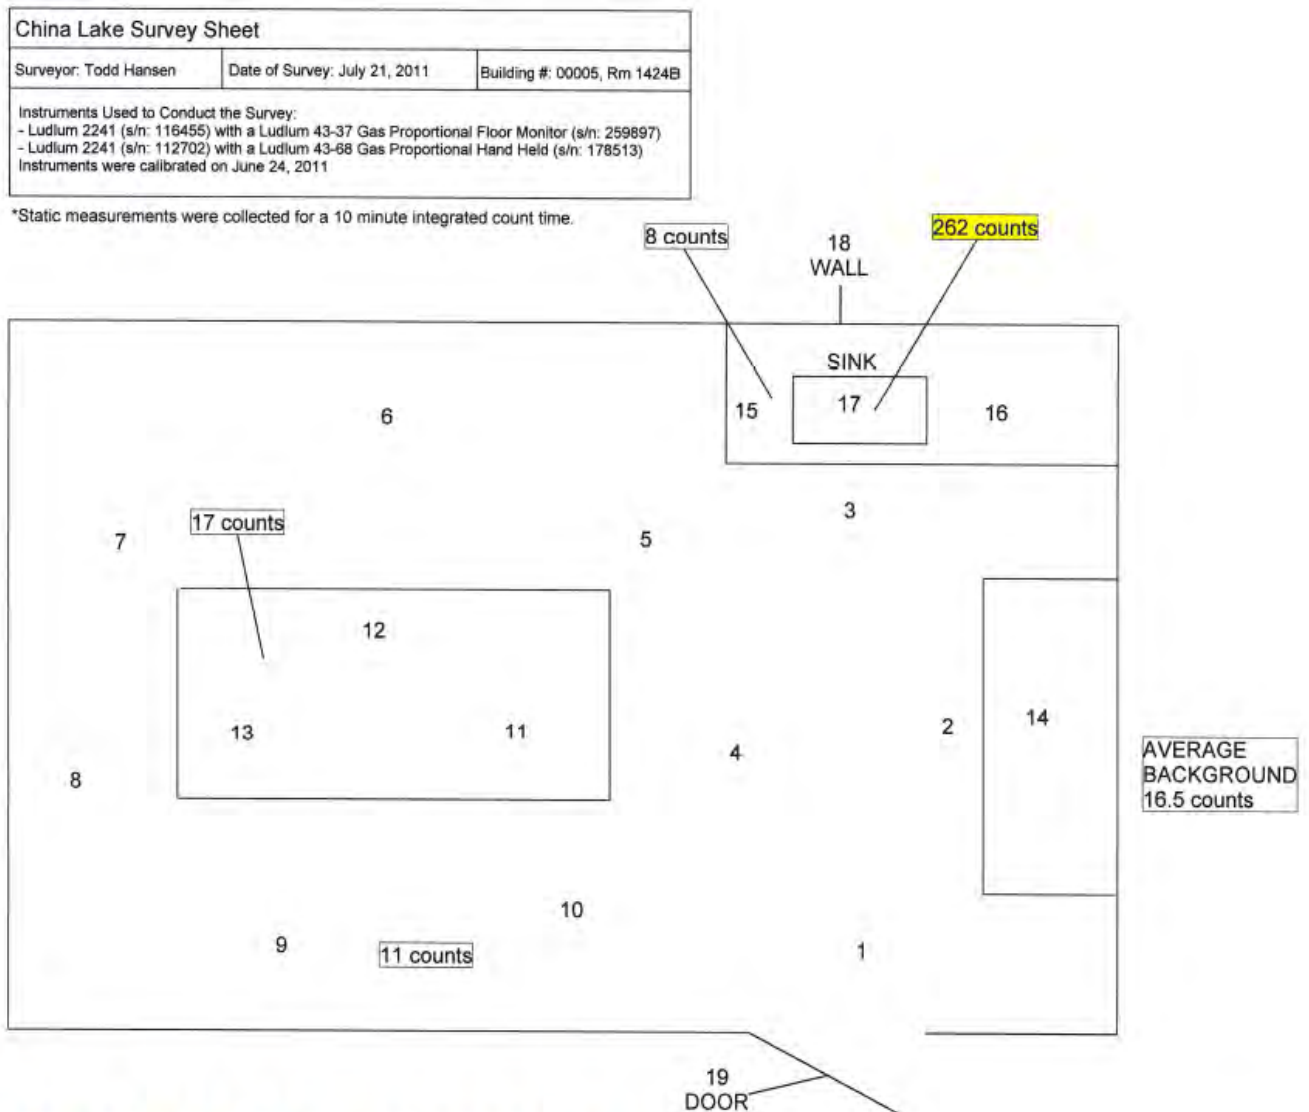 China Lake Survey Sheet
Surveyor: Todd Hansen
Date of Survey: July 21, 2011
Building #: 00005, Rm 1424B
Instruments Used to Conduct the Survey:
- Ludlum 2241 (s/n: 116455) with a Ludlum 43-37 Gas Proportional Floor Monitor (s/n: 259897)
- Ludlum 2241 (s/n: 112702) with a Ludlum 43-68 Gas Proportional Hand Held (s/n: 178513)
Instruments were calibrated on June 24, 2011
*Static measurements were collected for a 10 minute integrated count time.
8 counts
18
WALL
262 counts
SINK
6
15
17
16
17 counts
7
5
3
12
13
11
4
2
14
8
AVERAGE
BACKGROUND
16.5 counts
10
9
11 counts
1
19
DOOR